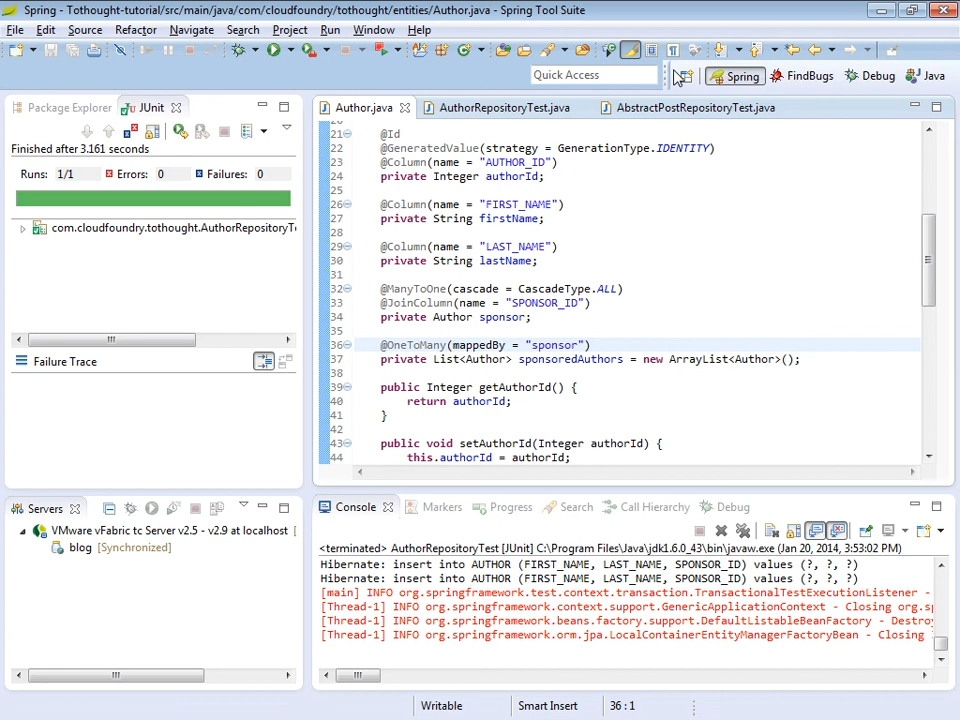 Spring - Tothought-tutorial/src/main/java/com/cloudfoundry/tothought/entities/Author.java - Spring Tool Suite
File Edit Source Refactor Navigate Search Project Run Window Help
Quick Access
Spring FindBugs Debug Java
Package Explorer JUnit
Finished after 3.161 seconds
Runs: 1/1 Errors: 0 Failures: 0
com.cloudfoundry.tothought.AuthorRepositoryTe
Failure Trace
Author.java AuthorRepositoryTest.java AbstractPostRepositoryTest.java
21 @Id
22 @GeneratedValue(strategy = GenerationType.IDENTITY)
23 @Column(name = "AUTHOR_ID")
24 private Integer authorId;
25
26 @Column(name = "FIRST_NAME")
27 private String firstName;
28
29 @Column(name = "LAST_NAME")
30 private String lastName;
31
32 @ManyToOne(cascade = CascadeType.ALL)
33 @JoinColumn(name = "SPONSOR_ID")
34 private Author sponsor;
35
36 @OneToMany(mappedBy = "sponsor")
37 private List<Author> sponsoredAuthors = new ArrayList<Author>();
38
39 public Integer getAuthorId() {
40 return authorId;
41 }
42
43 public void setAuthorId(Integer authorId) {
44 this.authorId = authorId;
Servers
VMware vFabric tc Server v2.5 - v2.9 at localhost
blog [Synchronized]
Console Markers Progress Search Call Hierarchy Debug
<terminated> AuthorRepositoryTest [JUnit] C:\Program Files\Java\jdk1.6.0_43\bin\javaw.exe (Jan 20, 2014, 3:53:02 PM)
Hibernate: insert into AUTHOR (FIRST_NAME, LAST_NAME, SPONSOR_ID) values (?, ?, ?)
Hibernate: insert into AUTHOR (FIRST_NAME, LAST_NAME, SPONSOR_ID) values (?, ?, ?)
[main] INFO org.springframework.test.context.transaction.TransactionalTestExecutionListener -
[Thread-1] INFO org.springframework.context.support.GenericApplicationContext - Closing org.sp
[Thread-1] INFO org.springframework.beans.factory.support.DefaultListableBeanFactory - Destroy
[Thread-1] INFO org.springframework.orm.jpa.LocalContainerEntityManagerFactoryBean - Closing
Writable Smart Insert 36 : 1